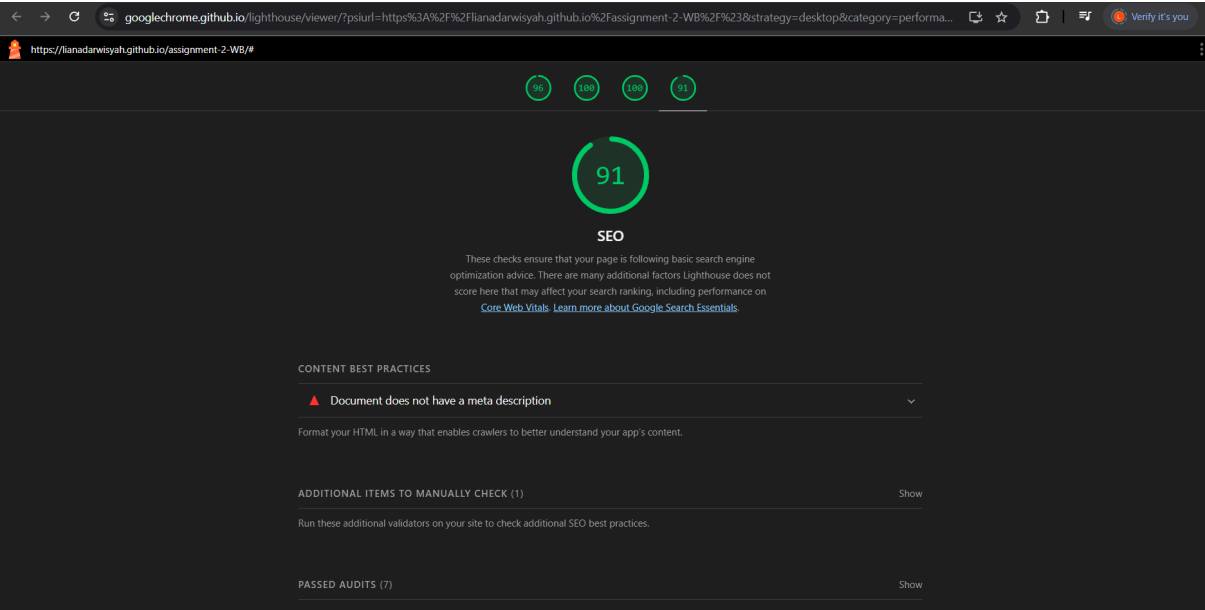 googlechrome.github.io/lighthouse/viewer/?psiurl=https%3A%2F%2Flianadarwisyah.github.io%2Fassignment-2-WB%2F%23&strategy=desktop&category=performa...
Verify it's you
L
https://lianadarwisyah.github.io/assignment-2-WB/#
96 100 100 91
91
SEO
These checks ensure that your page is following basic search engine
optimization advice. There are many additional factors Lighthouse does not
score here that may affect your search ranking, including performance on
Core Web Vitals. Learn more about Google Search Essentials.
CONTENT BEST PRACTICES
Document does not have a meta description
Format your HTML in a way that enables crawlers to better understand your app's content.
ADDITIONAL ITEMS TO MANUALLY CHECK (1)
Show
Run these additional validators on your site to check additional SEO best practices.
PASSED AUDITS (7)
Show